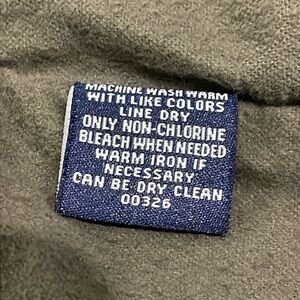 MACHINE WASH WARM
WITH LIKE COLORS
LINE DRY
ONLY NON-CHLORINE
BLEACH WHEN NEEDED
WARM IRON IF
NECESSARY
CAN BE DRY CLEAN
00326